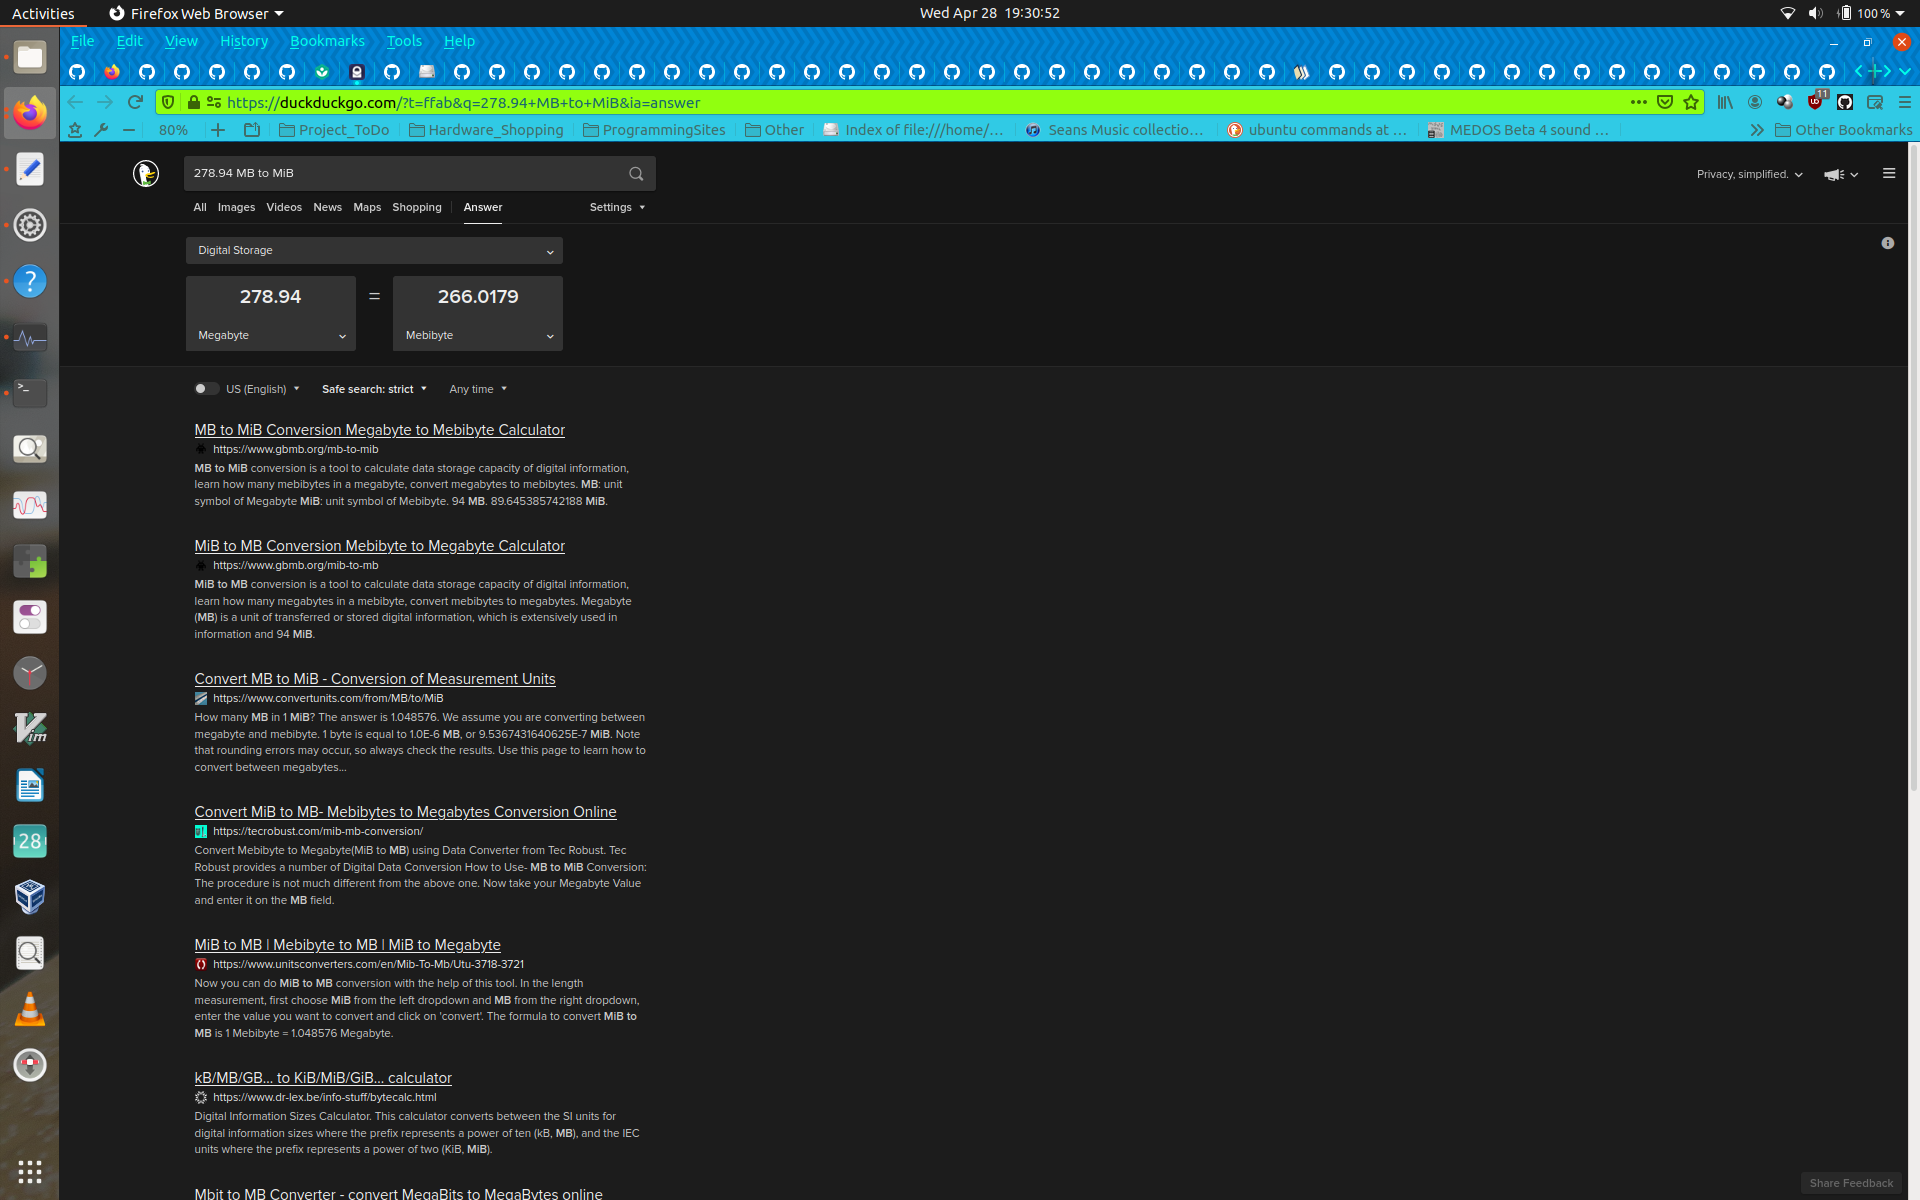 Activities
Firefox Web Browser
Wed Apr 28 19:30:52
100 %
File Edit View History Bookmarks Tools Help
https://duckduckgo.com/?t=ffab&q=278.94+MB+to+MiB&ia=answer
11
80%
Project_ToDo
Hardware_Shopping
ProgrammingSites
Other
Index of file:///home/...
Seans Music collectio...
ubuntu commands at ...
MEDOS Beta 4 sound ...
Other Bookmarks
278.94 MB to MiB
Privacy, simplified.
All Images Videos News Maps Shopping Answer Settings
Digital Storage
278.94 = 266.0179
Megabyte Mebibyte
US (English) Safe search: strict Any time
MB to MiB Conversion Megabyte to Mebibyte Calculator
https://www.gbmb.org/mb-to-mib
MB to MiB conversion is a tool to calculate data storage capacity of digital information,
learn how many mebibytes in a megabyte, convert megabytes to mebibytes. MB: unit
symbol of Megabyte MiB: unit symbol of Mebibyte. 94 MB. 89.645385742188 MiB.
MiB to MB Conversion Mebibyte to Megabyte Calculator
https://www.gbmb.org/mib-to-mb
MiB to MB conversion is a tool to calculate data storage capacity of digital information,
learn how many megabytes in a mebibyte, convert mebibytes to megabytes. Megabyte
(MB) is a unit of transferred or stored digital information, which is extensively used in
information and 94 MiB.
Convert MB to MiB - Conversion of Measurement Units
https://www.convertunits.com/from/MB/to/MiB
How many MB in 1 MiB? The answer is 1.048576. We assume you are converting between
megabyte and mebibyte. 1 byte is equal to 1.0E-6 MB, or 9.5367431640625E-7 MiB. Note
that rounding errors may occur, so always check the results. Use this page to learn how to
convert between megabytes...
Convert MiB to MB- Mebibytes to Megabytes Conversion Online
https://tecrobust.com/mib-mb-conversion/
Convert Mebibyte to Megabyte(MiB to MB) using Data Converter from Tec Robust. Tec
Robust provides a number of Digital Data Conversion How to Use- MB to MiB Conversion:
The procedure is not much different from the above one. Now take your Megabyte Value
and enter it on the MB field.
MiB to MB | Mebibyte to MB | MiB to Megabyte
https://www.unitsconverters.com/en/Mib-To-Mb/Utu-3718-3721
Now you can do MiB to MB conversion with the help of this tool. In the length
measurement, first choose MiB from the left dropdown and MB from the right dropdown,
enter the value you want to convert and click on 'convert'. The formula to convert MiB to
MB is 1 Mebibyte = 1.048576 Megabyte.
kB/MB/GB... to KiB/MiB/GiB... calculator
https://www.dr-lex.be/info-stuff/bytecalc.html
Digital Information Sizes Calculator. This calculator converts between the SI units for
digital information sizes where the prefix represents a power of ten (kB, MB), and the IEC
units where the prefix represents a power of two (KiB, MiB).
Mbit to MB Converter - convert MegaBits to MegaBytes online
Share Feedback
28
Vim